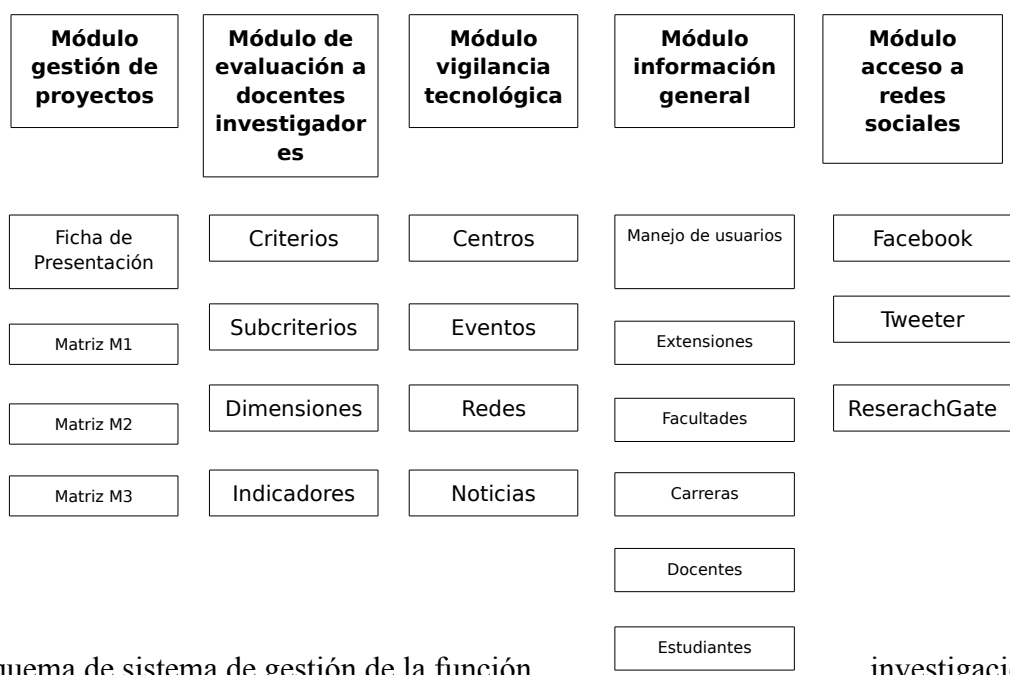 Módulo
gestión de
proyectos
Módulo de
evaluación a
docentes
investigador
es
Módulo
vigilancia
tecnológica
Módulo
información
general
Módulo
acceso a
redes
sociales
Ficha de
Presentación
Matriz M1
Matriz M2
Matriz M3
Criterios
Subcriterios
Dimensiones
Indicadores
Centros
Eventos
Redes
Noticias
Manejo de usuarios
Extensiones
Facultades
Carreras
Docentes
Estudiantes
Facebook
Tweeter
ReserachGate
quema de sistema de gestión de la función investigació